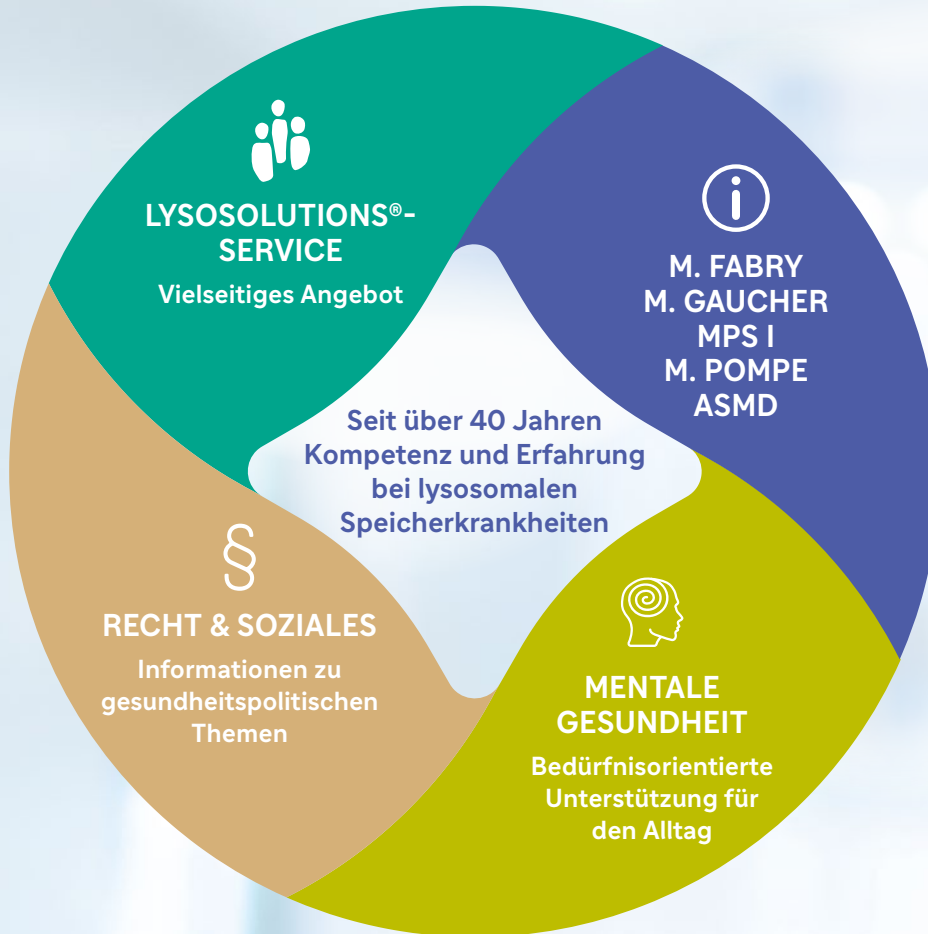 LYSOSOLUTIONS®-
SERVICE
Vielseitiges Angebot
M. FABRY
M. GAUCHER
MPS I
M. POMPE
ASMD
Seit über 40 Jahren
Kompetenz und Erfahrung
bei lysosomalen
Speicherkrankheiten
§
RECHT & SOZIALES
Informationen zu
gesundheitspolitischen
Themen
MENTALE
GESUNDHEIT
Bedürfnisorientierte
Unterstützung für
den Alltag